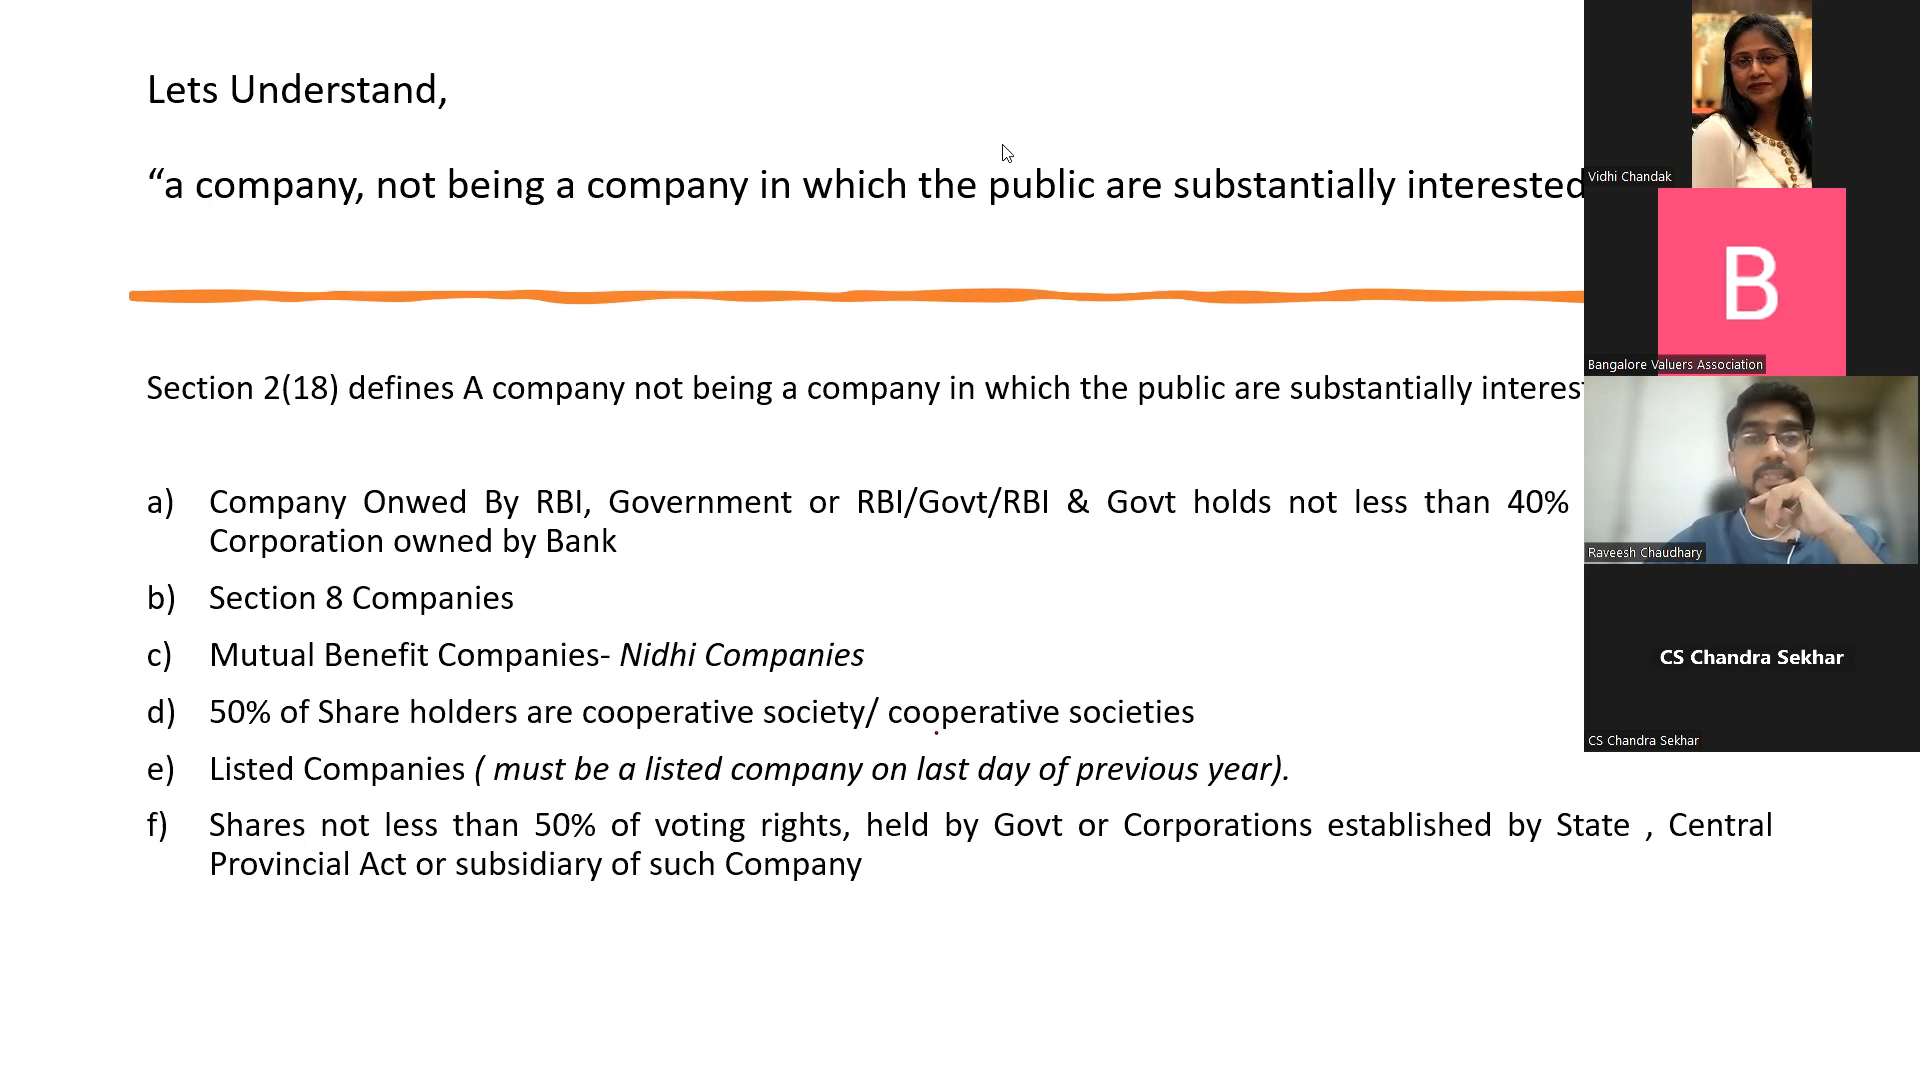 Lets Understand,
“a company, not being a company in which the public are substantially interested
Section 2(18) defines A company not being a company in which the public are substantially interes
a) Company Onwed By RBI, Government or RBI/Govt/RBI & Govt holds not less than 40%
Corporation owned by Bank
b) Section 8 Companies
c) Mutual Benefit Companies- Nidhi Companies
d) 50% of Share holders are cooperative society/ cooperative societies
e) Listed Companies ( must be a listed company on last day of previous year).
f) Shares not less than 50% of voting rights, held by Govt or Corporations established by State , Central
Provincial Act or subsidiary of such Company
Vidhi Chandak
B
Bangalore Valuers Association
Raveesh Chaudhary
CS Chandra Sekhar
CS Chandra Sekhar